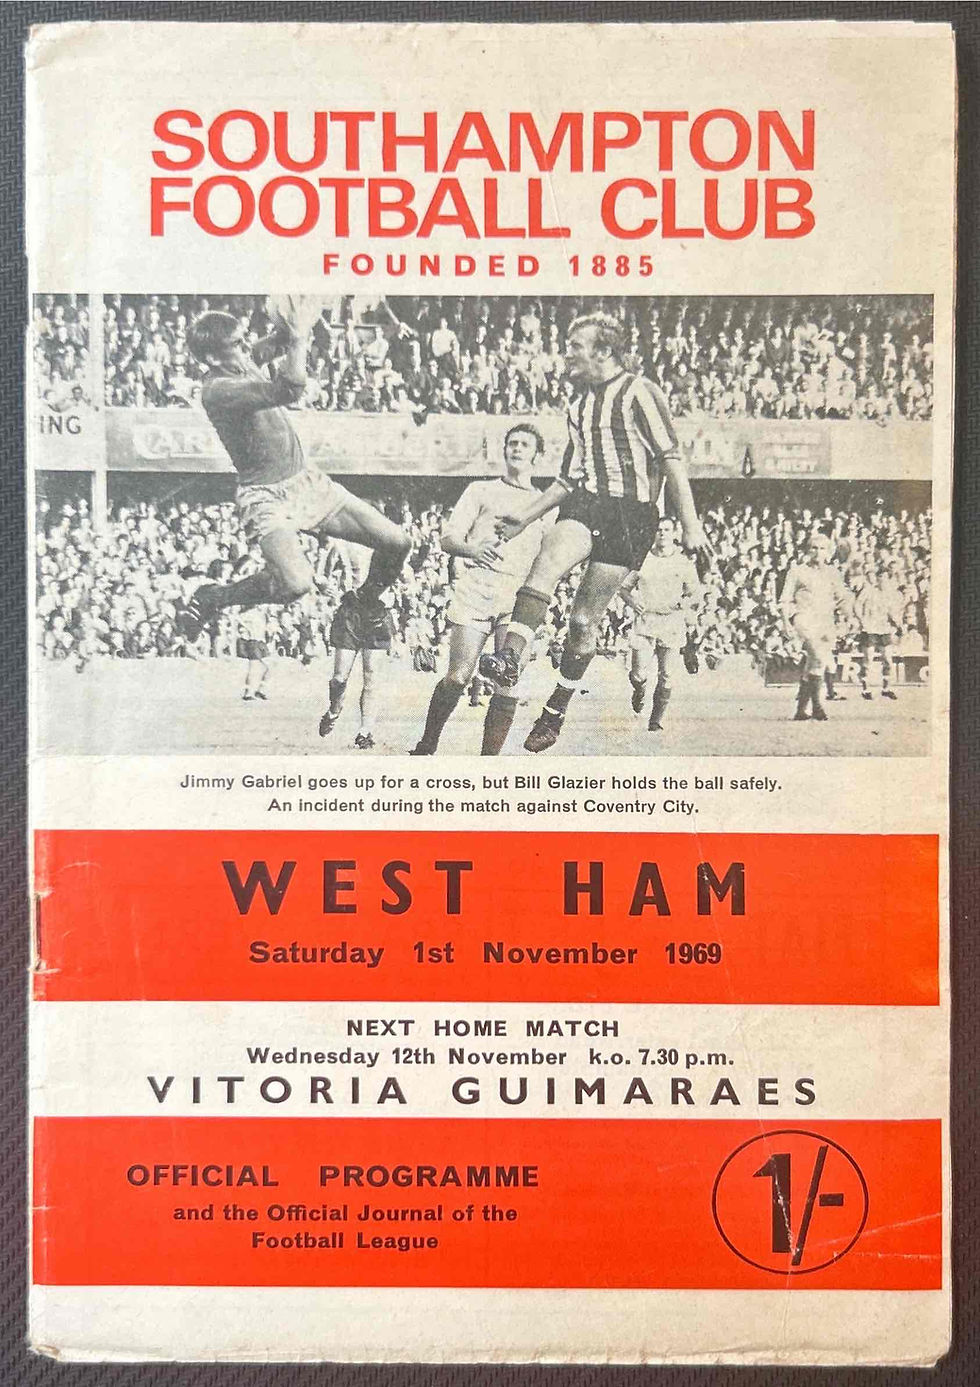 SOUTHAMPTON
FOOTBALL CLUB
FOUNDED 1885
ING
Jimmy Gabriel goes up for a cross, but Bill Glazier holds the ball safely.
An incident during the match against Coventry City.
WEST HAM
Saturday 1st November 1969
NEXT HOME MATCH
Wednesday 12th November k.o. 7.30 p.m.
VITORIA GUIMARAES
OFFICIAL PROGRAMME
and the Official Journal of the
Football League
1/-